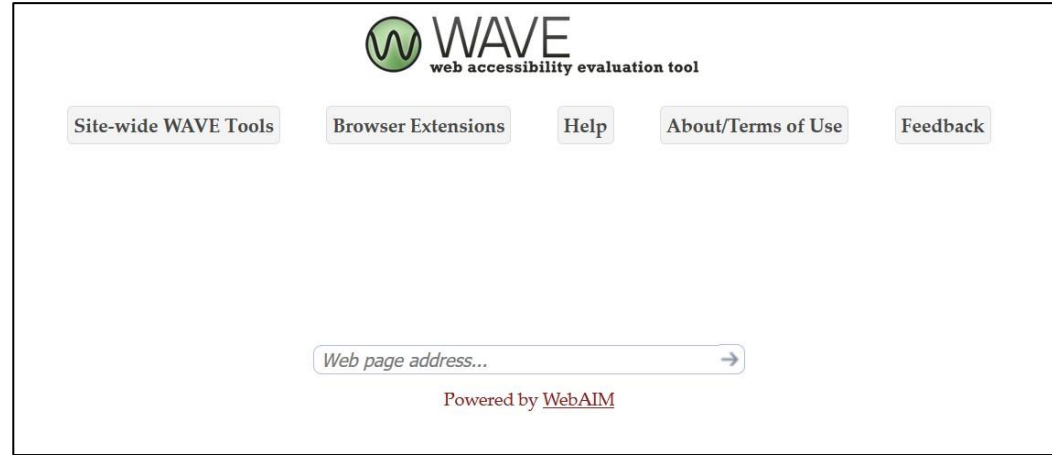 WAVE
web accessibility evaluation tool
Site-wide WAVE Tools Browser Extensions Help About/Terms of Use Feedback
Web page address...
Powered by WebAIM